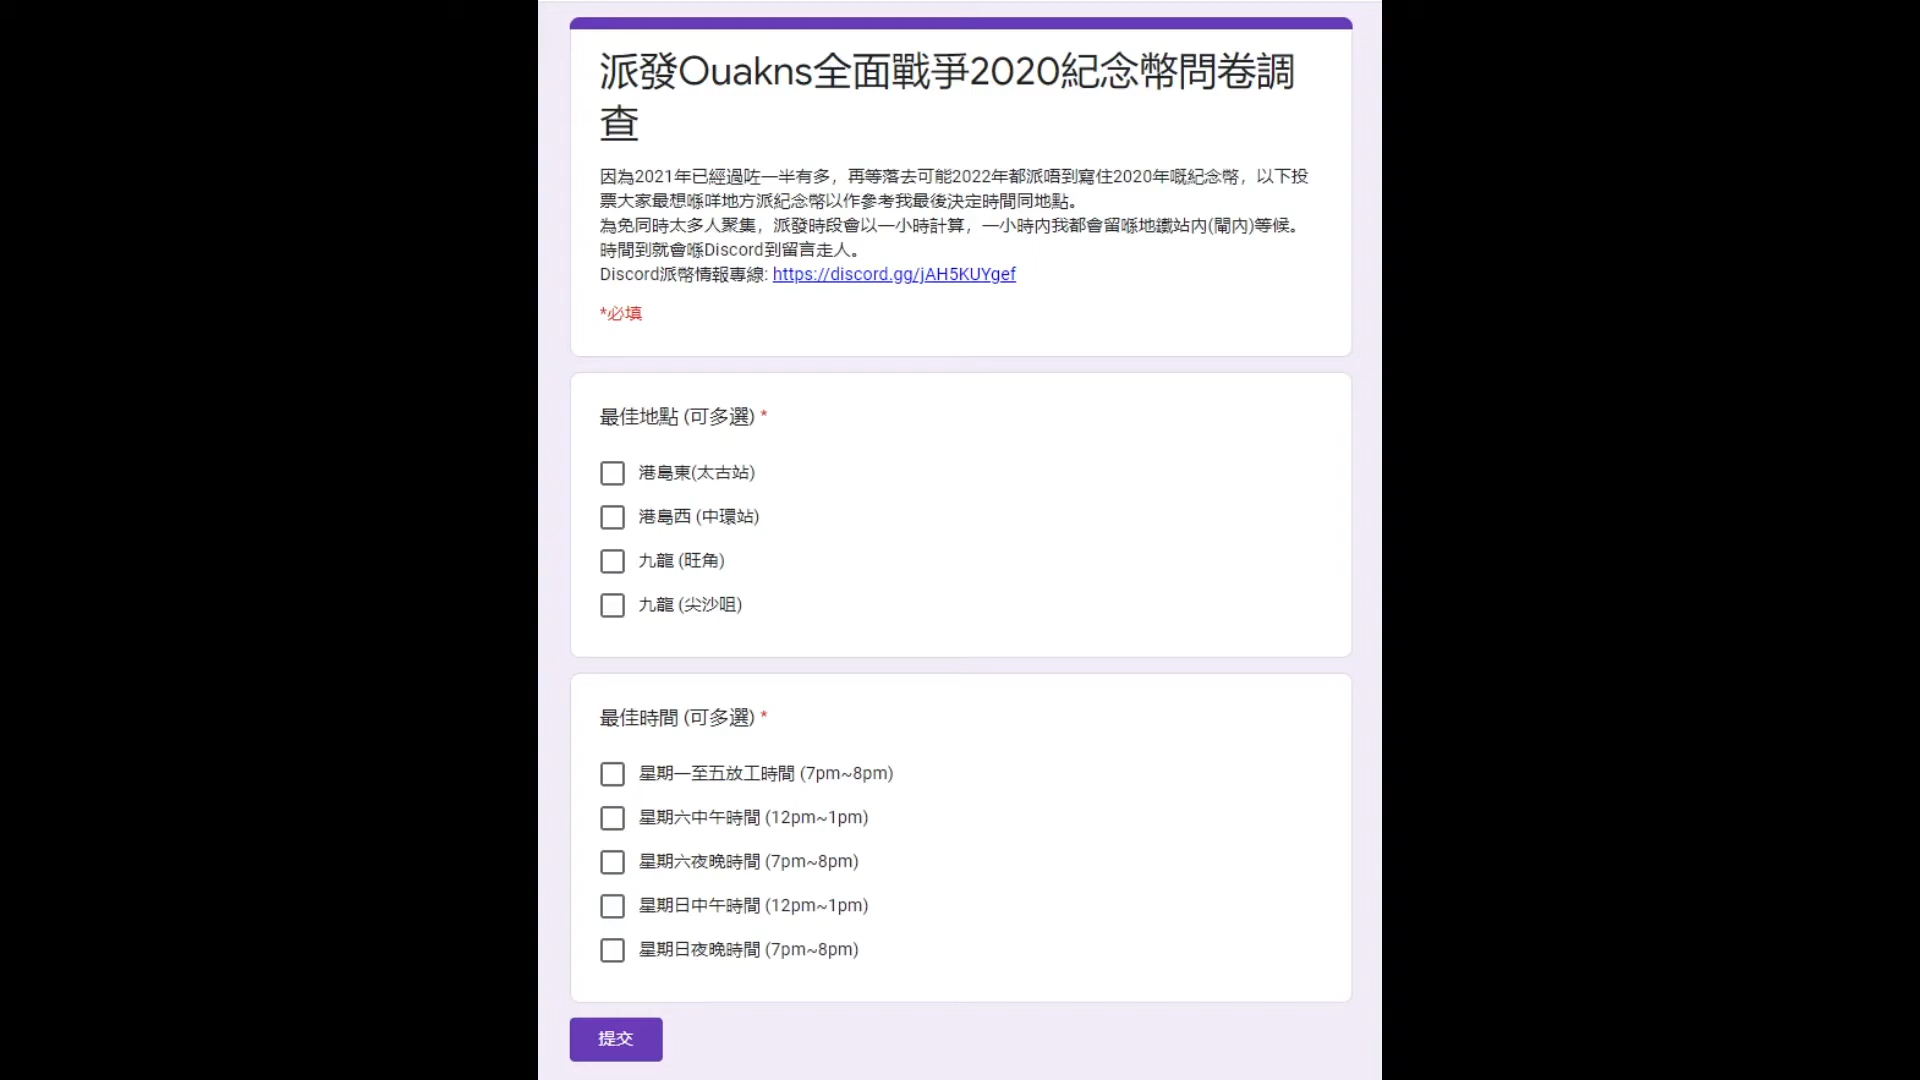 派發Ouakns全面戰爭2020紀念幣問卷調
查
因為2021年已經過咗一半有多，再等落去可能2022年都派唔到寫住2020年嘅紀念幣，以下投
票大家最想喺咩地方派紀念幣以作參考我最後決定時間同地點。
為免同時太多人聚集，派發時段會以一小時計算，一小時内我都會留喺地鐵站内(閘内)等候。
時間到就會喺Discord到留言走人。
Discord派幣情報專線: https://discord.gg/jAH5KUYgef
*必填
最佳地點 (可多選) *
港島東(太古站)
港島西 (中環站)
九龍 (旺角)
九龍 (尖沙咀)
最佳時間 (可多選) *
星期一至五放工時間 (7pm~8pm)
星期六中午時間 (12pm~1pm)
星期六夜晚時間 (7pm~8pm)
星期日中午時間 (12pm~1pm)
星期日夜晚時間 (7pm~8pm)
提交